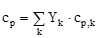 c_p = ∑_k Y_k · c_{p,k}